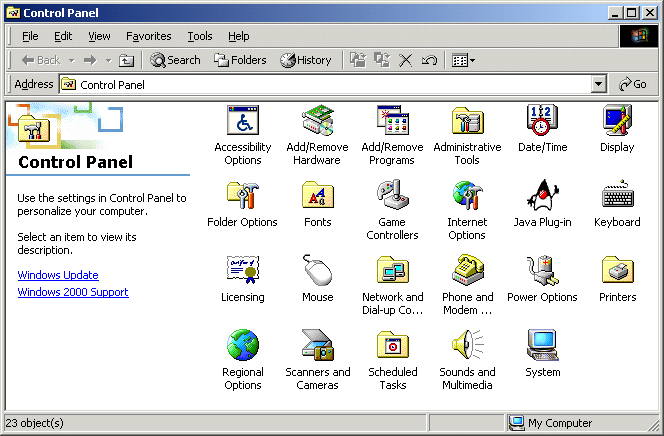 Control Panel
File Edit View Favorites Tools Help
Back Search Folders History
Address Control Panel Go
Control Panel
Use the settings in Control Panel to
personalize your computer.
Select an item to view its
description.
Windows Update
Windows 2000 Support
Accessibility
Options
Add/Remove
Hardware
Add/Remove
Programs
Administrative
Tools
Date/Time
Display
Folder Options
Fonts
Game
Controllers
Internet
Options
Java Plug-in
Keyboard
Licensing
Mouse
Network and
Dial-up Co...
Phone and
Modem ...
Power Options
Printers
Regional
Options
Scanners and
Cameras
Scheduled
Tasks
Sounds and
Multimedia
System
23 object(s)
My Computer